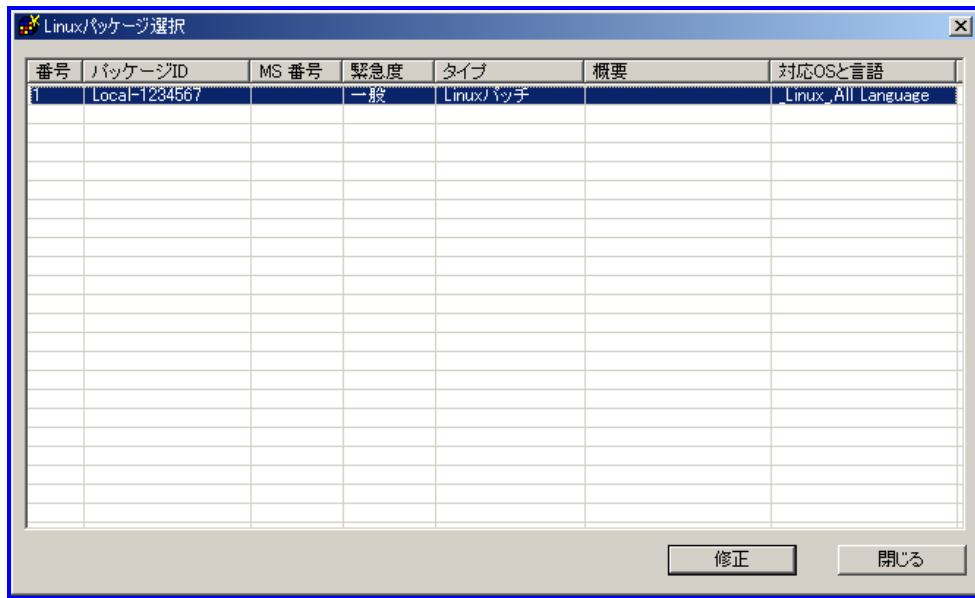 Linuxパッケージ選択
番号 パッケージID MS 番号 緊急度 タイプ 概要 対応OSと言語
1 Local-1234567 一般 Linuxパッチ _Linux_,All Language
修正 閉じる